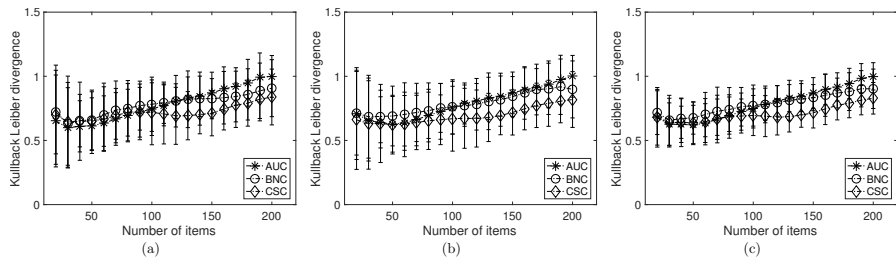 Kullback Leibler divergence
1.5
1
0.5
0
50
100
150
200
Number of items
AUC
BNC
CSC
(a)
Kullback Leibler divergence
1.5
1
0.5
0
50
100
150
200
Number of items
AUC
BNC
CSC
(b)
Kullback Leibler divergence
1.5
1
0.5
0
50
100
150
200
Number of items
AUC
BNC
CSC
(c)